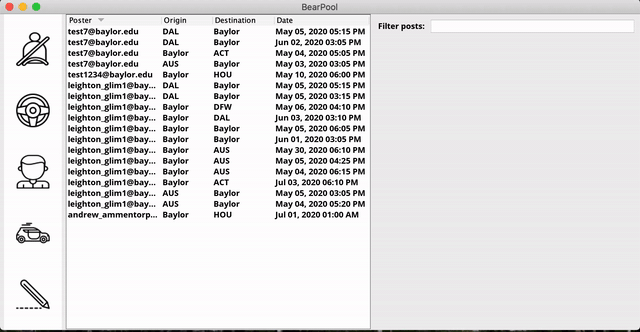 BearPool
Poster Origin Destination Date
Filter posts:
test7@baylor.edu DAL Baylor May 05, 2020 05:15 PM
test7@baylor.edu DAL Baylor Jun 02, 2020 03:05 PM
test7@baylor.edu Baylor ACT May 04, 2020 05:05 PM
test7@baylor.edu AUS Baylor May 03, 2020 03:05 PM
test1234@baylor.edu Baylor HOU May 10, 2020 06:00 PM
leighton_glim1@bay... DAL Baylor May 05, 2020 05:15 PM
leighton_glim1@bay... DAL Baylor May 05, 2020 03:15 PM
leighton_glim1@bay... Baylor DFW May 06, 2020 04:10 PM
leighton_glim1@bay... Baylor DAL Jun 03, 2020 03:10 PM
leighton_glim1@bay... Baylor Baylor May 05, 2020 06:05 PM
leighton_glim1@bay... Baylor Baylor Jun 01, 2020 03:05 PM
leighton_glim1@bay... Baylor AUS May 30, 2020 06:10 PM
leighton_glim1@bay... Baylor AUS May 05, 2020 04:25 PM
leighton_glim1@bay... Baylor AUS May 04, 2020 06:15 PM
leighton_glim1@bay... Baylor ACT Jul 03, 2020 06:10 PM
leighton_glim1@bay... AUS Baylor May 05, 2020 03:05 PM
leighton_glim1@bay... AUS Baylor May 04, 2020 05:20 PM
andrew_ammentorp... Baylor HOU Jul 01, 2020 01:00 AM